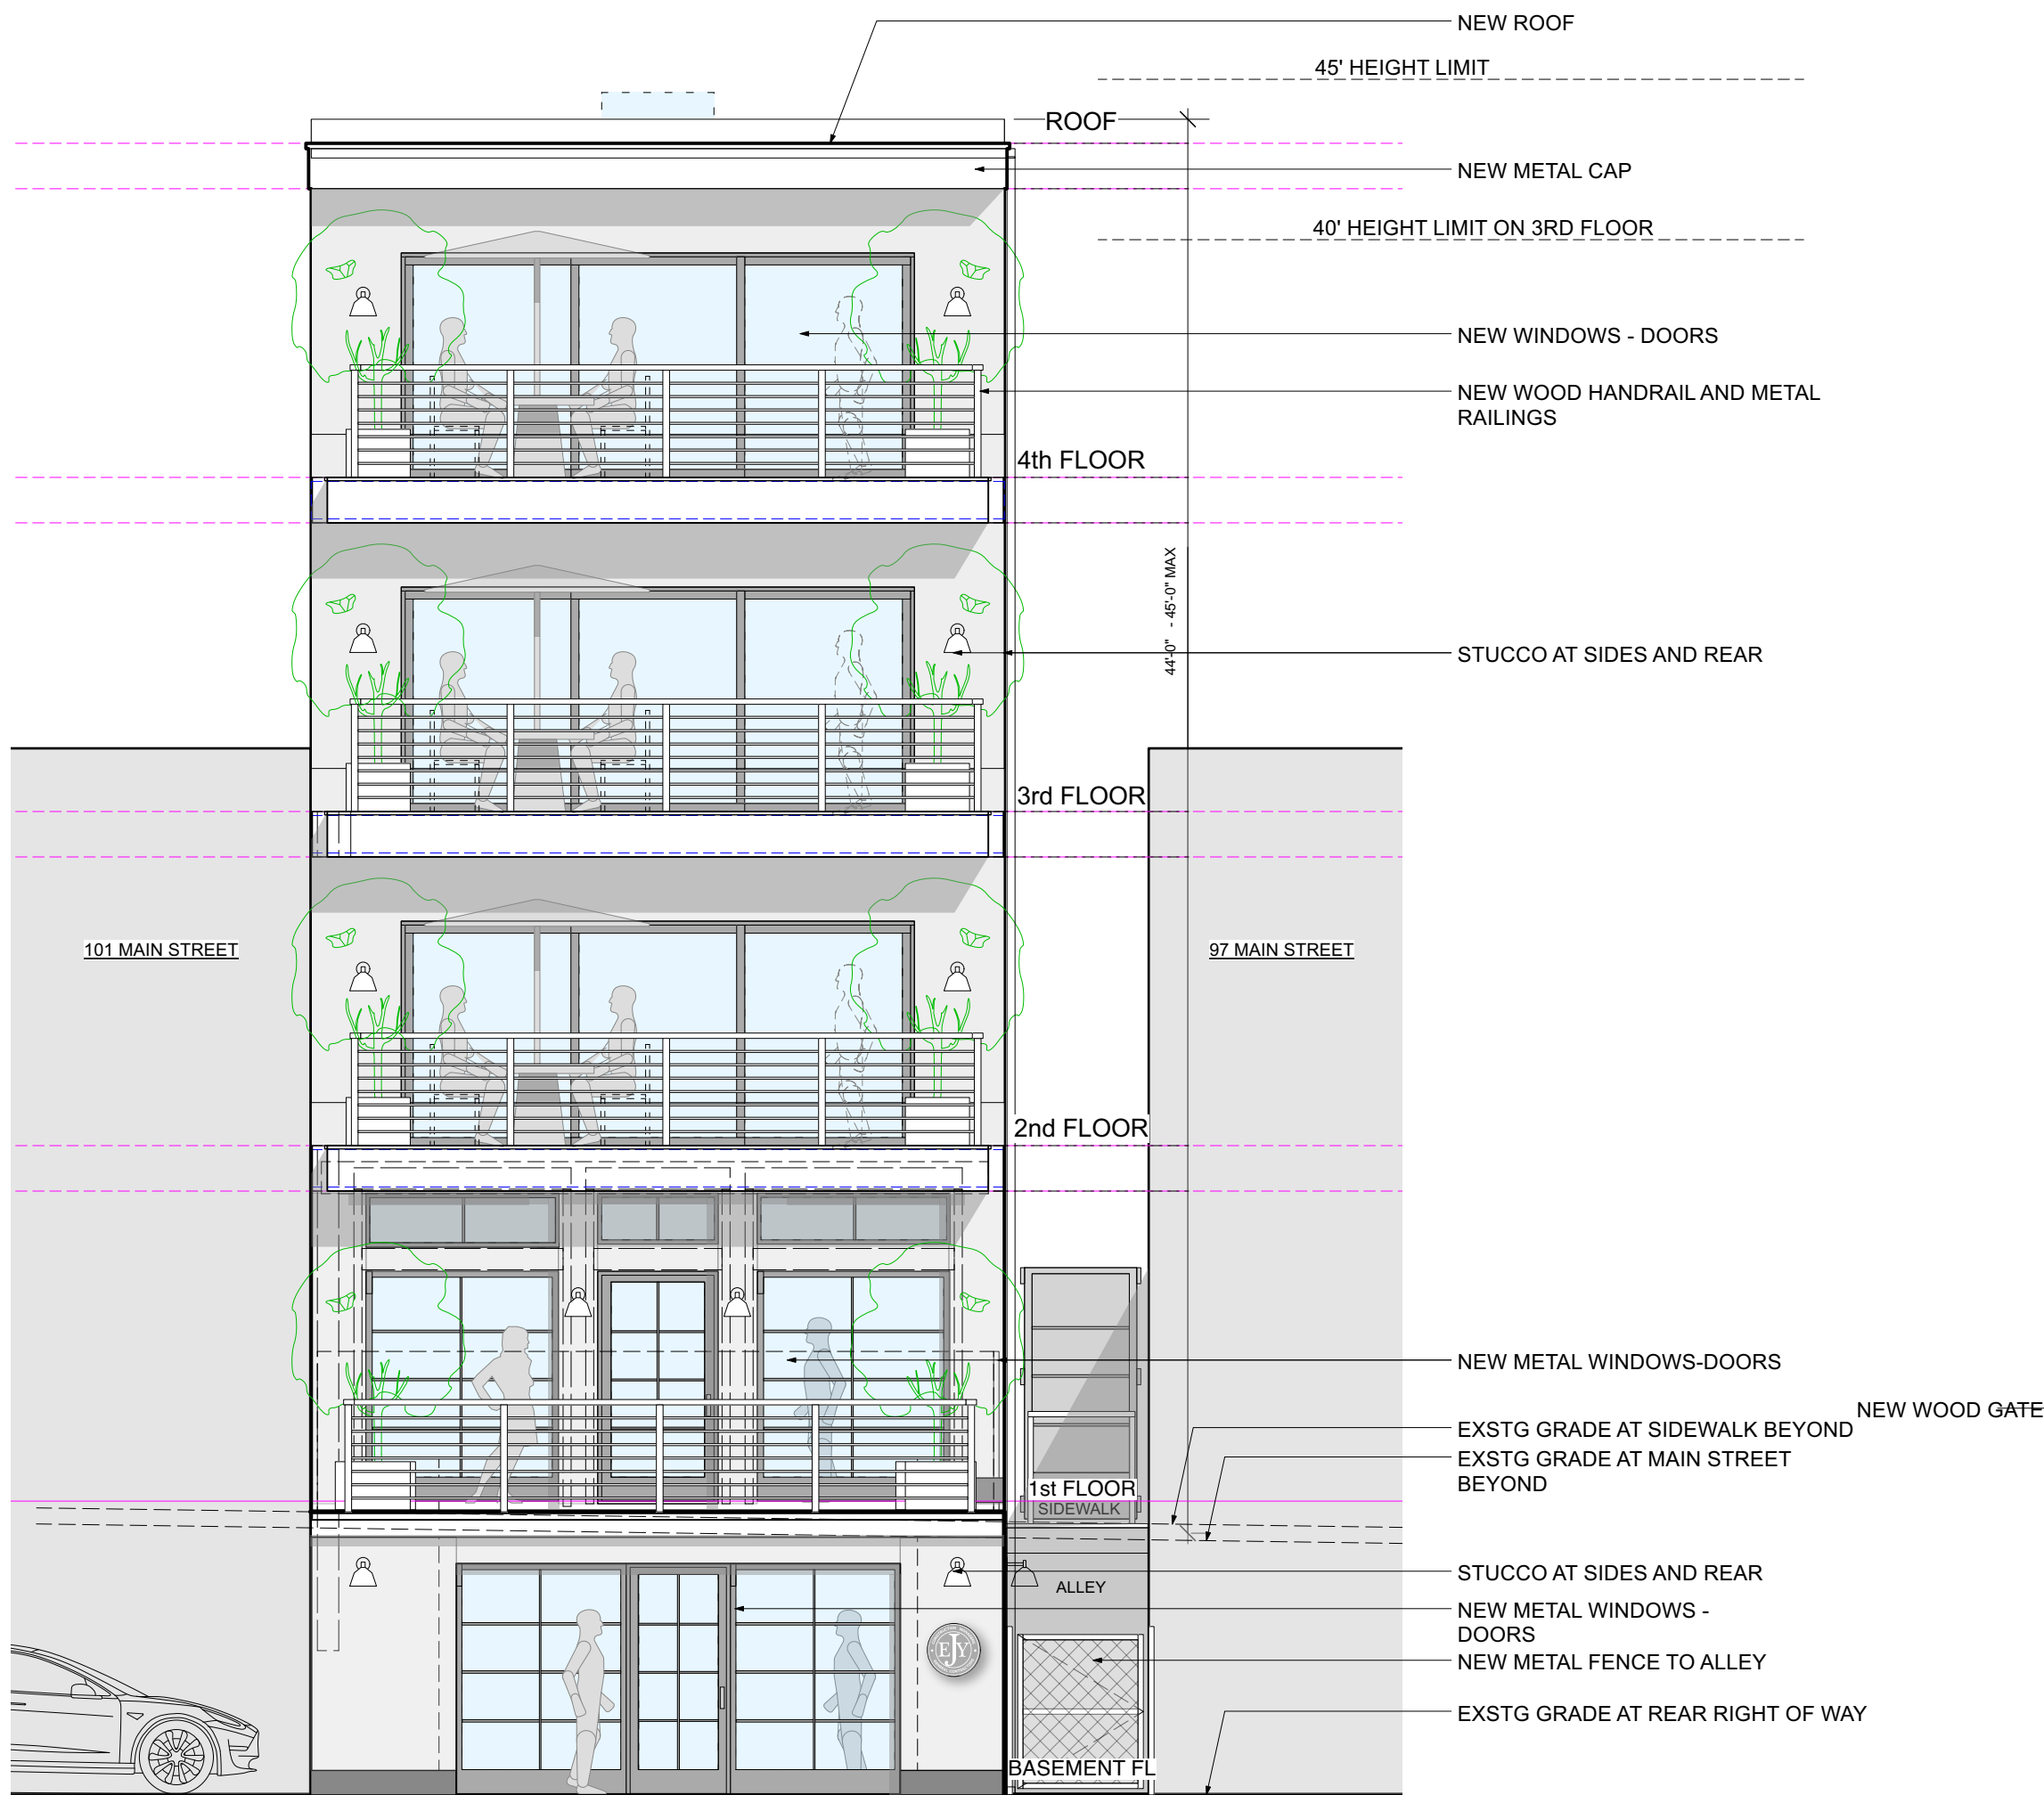 NEW ROOF
45' HEIGHT LIMIT
ROOF
NEW METAL CAP
40' HEIGHT LIMIT ON 3RD FLOOR
NEW WINDOWS - DOORS
NEW WOOD HANDRAIL AND METAL
RAILINGS
4th FLOOR
44'-0" - 45'-0" MAX
STUCCO AT SIDES AND REAR
3rd FLOOR
101 MAIN STREET
97 MAIN STREET
2nd FLOOR
NEW METAL WINDOWS-DOORS
NEW WOOD GATE
EXSTG GRADE AT SIDEWALK BEYOND
EXSTG GRADE AT MAIN STREET
BEYOND
1st FLOOR
SIDEWALK
STUCCO AT SIDES AND REAR
ALLEY
NEW METAL WINDOWS -
DOORS
EJY
NEW METAL FENCE TO ALLEY
EXSTG GRADE AT REAR RIGHT OF WAY
BASEMENT FL